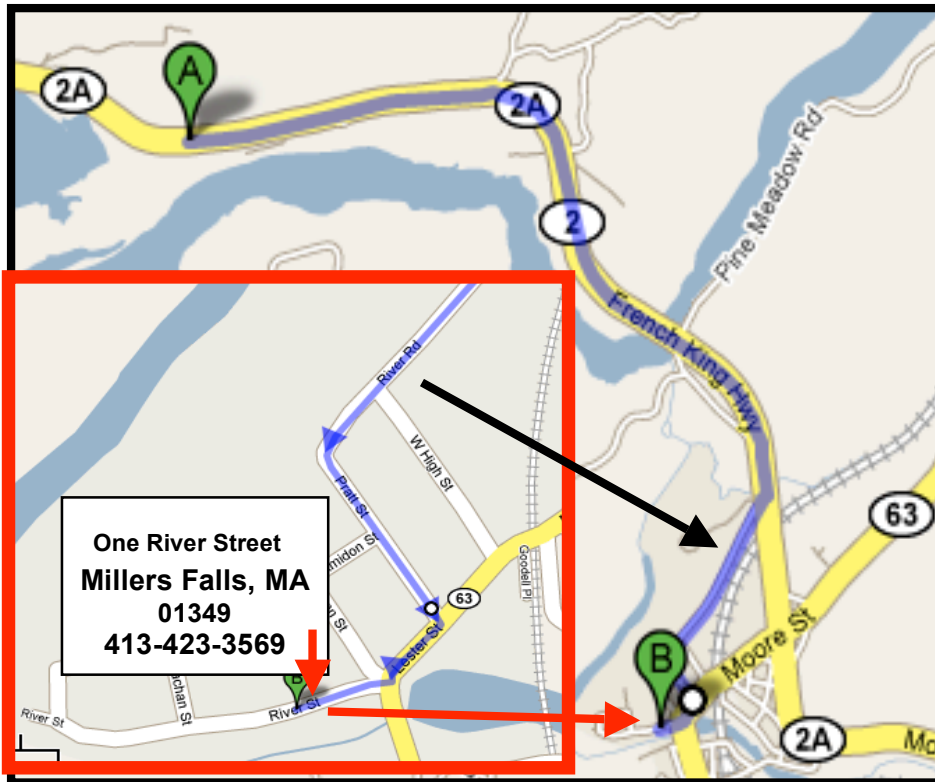 2A
A
2A
2
Pine Meadow Rd
French King Hwy
63
Moore St
B
2A
River Rd
W High St
Pratt St
63
Goodell Pl
Lester St
One River Street
Millers Falls, MA
01349
413-423-3569
B
River St
River St